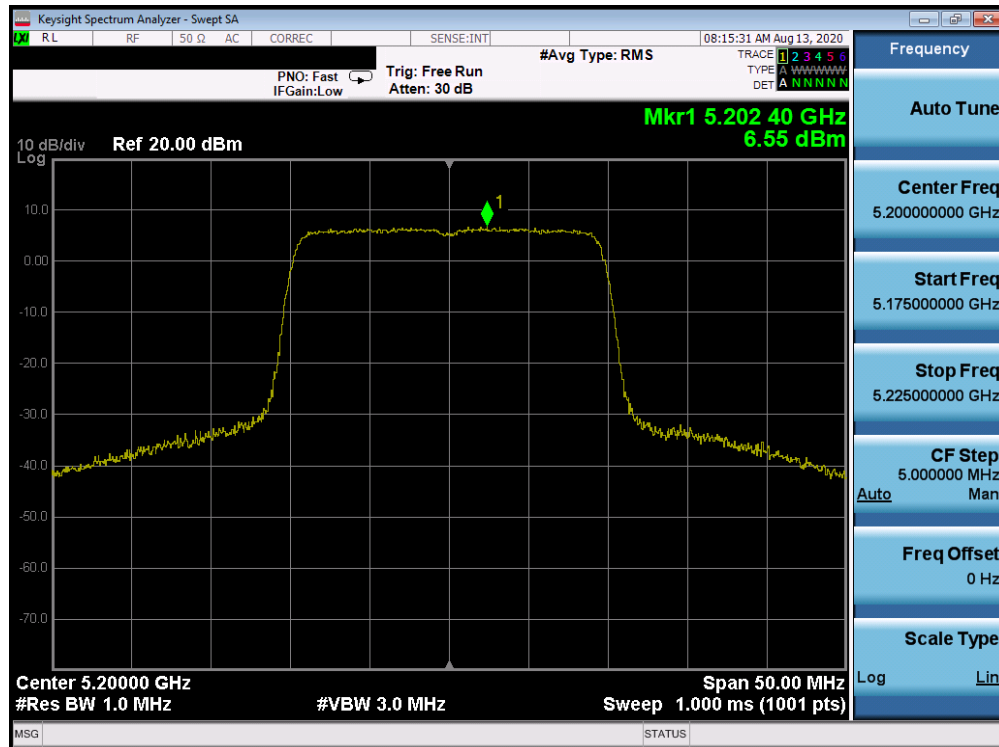 Keysight Spectrum Analyzer - Swept SA
LXI RL RF 50 Ω AC CORREC SENSE:INT 08:15:31 AM Aug 13, 2020
PNO: Fast
IFGain:Low
Trig: Free Run
Atten: 30 dB
#Avg Type: RMS
TRACE 1 2 3 4 5 6
TYPE A WWWWW
DET A N N N N N
Mkr1 5.202 40 GHz
6.55 dBm
10 dB/div Ref 20.00 dBm
Log
10.0
0.00
-10.0
-20.0
-30.0
-40.0
-50.0
-60.0
-70.0
1
Center 5.20000 GHz
#Res BW 1.0 MHz
#VBW 3.0 MHz
Span 50.00 MHz
Sweep 1.000 ms (1001 pts)
MSG
STATUS
Frequency
Auto Tune
Center Freq
5.200000000 GHz
Start Freq
5.175000000 GHz
Stop Freq
5.225000000 GHz
CF Step
5.000000 MHz
Auto Man
Freq Offset
0 Hz
Scale Type
Log Lin